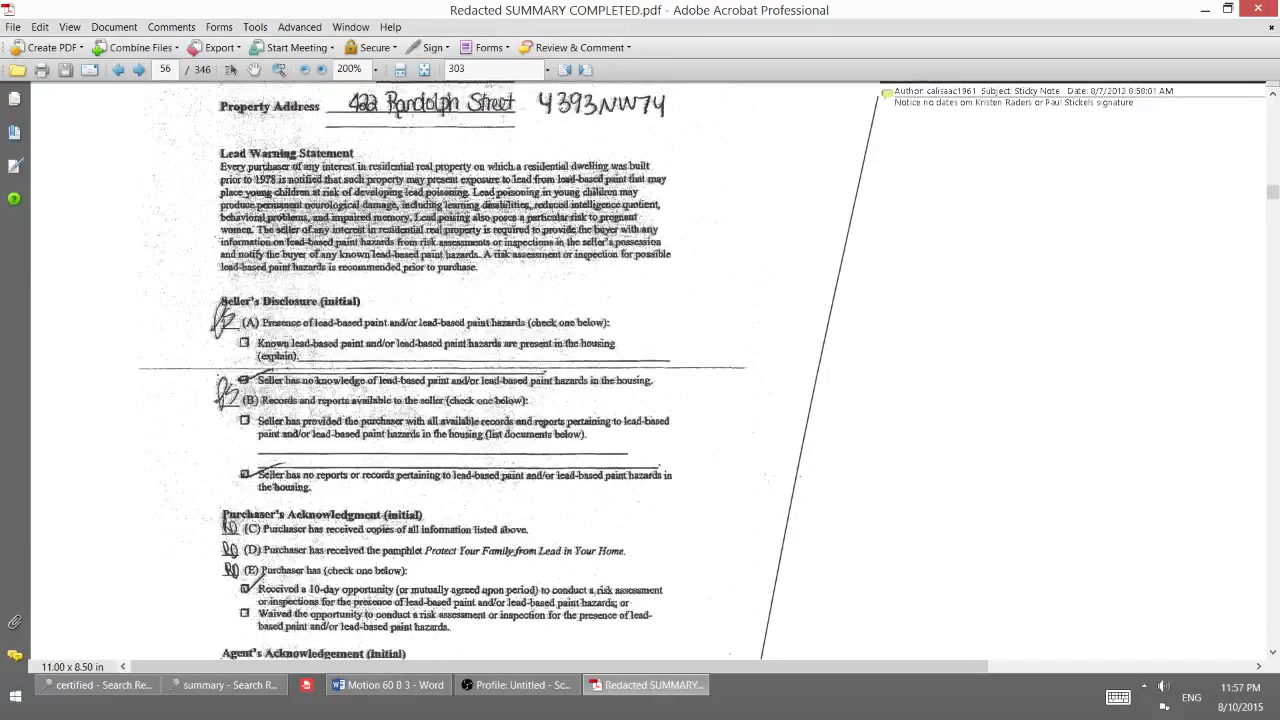 Redacted SUMMARY COMPLETED.pdf - Adobe Acrobat Professional
File Edit View Document Comments Forms Tools Advanced Window Help
Create PDF Combine Files Export Start Meeting Secure Sign Forms Review & Comment
56 / 346 200% 303
Author: calisaac1961 Subject: Sticky Note Date: 8/7/2013 8:58:01 AM
Notice no dates om Kristen Raders or Paul Stickels signature
Property Address 422 Randolph Street 4393NW74
Lead Warning Statement
Every purchaser of any interest in residential real property on which a residential dwelling was built
prior to 1978 is notified that such property may present exposure to lead from lead-based paint that may
place young children at risk of developing lead poisoning. Lead poisoning in young children may
produce permanent neurological damage, including learning disabilities, reduced intelligence quotient,
behavioral problems, and impaired memory. Lead poising also poses a particular risk to pregnant
women. The seller of any interest in residential real property is required to provide the buyer with any
information on lead-based paint hazards from risk assessments or inspections in the seller's possession
and notify the buyer of any known lead-based paint hazards. A risk assessment or inspection for possible
lead-based paint hazards is recommended prior to purchase.
Seller's Disclosure (initial)
(A) Presence of lead-based paint and/or lead-based paint hazards (check one below):
Known lead-based paint and/or lead-based paint hazards are present in the housing
(explain).
Seller has no knowledge of lead-based paint and/or lead-based paint hazards in the housing.
(B) Records and reports available to the seller (check one below):
Seller has provided the purchaser with all available records and reports pertaining to lead-based
paint and/or lead-based paint hazards in the housing (list documents below).
Seller has no reports or records pertaining to lead-based paint and/or lead-based paint hazards in
the housing.
Purchaser's Acknowledgment (initial)
(C) Purchaser has received copies of all information listed above.
(D) Purchaser has received the pamphlet Protect Your Family from Lead in Your Home.
(E) Purchaser has (check one below):
Received a 10-day opportunity (or mutually agreed upon period) to conduct a risk assessment
or inspections for the presence of lead-based paint and/or lead-based paint hazards; or
Waived the opportunity to conduct a risk assessment or inspection for the presence of lead-
based paint and/or lead-based paint hazards.
Agent's Acknowledgement (initial)
11.00 x 8.50 in
certified - Search Re... summary - Search R... Motion 60 B 3 - Word Profile: Untitled - Sc... Redacted SUMMARY... ENG 11:57 PM
8/10/2015